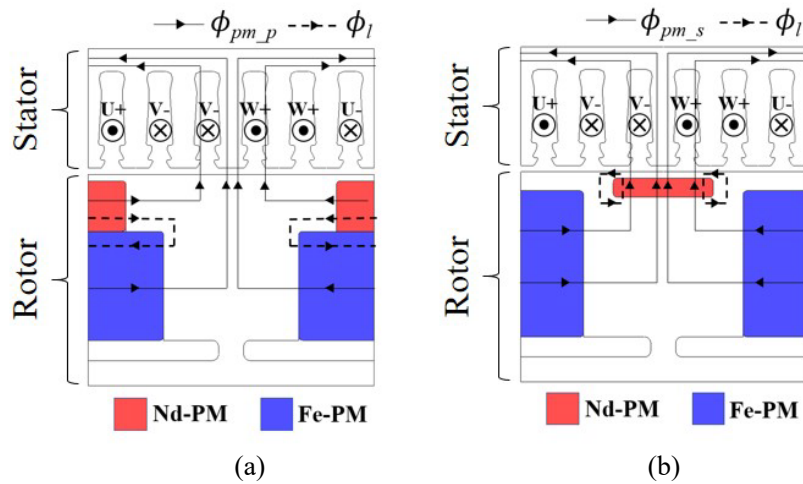 ϕpm_p ϕl
Stator
U+ V- V- W+ W+ U-
Rotor
Nd-PM Fe-PM
(a)
ϕpm_s ϕl
Stator
U+ V- V- W+ W+ U-
Rotor
Nd-PM Fe-PM
(b)